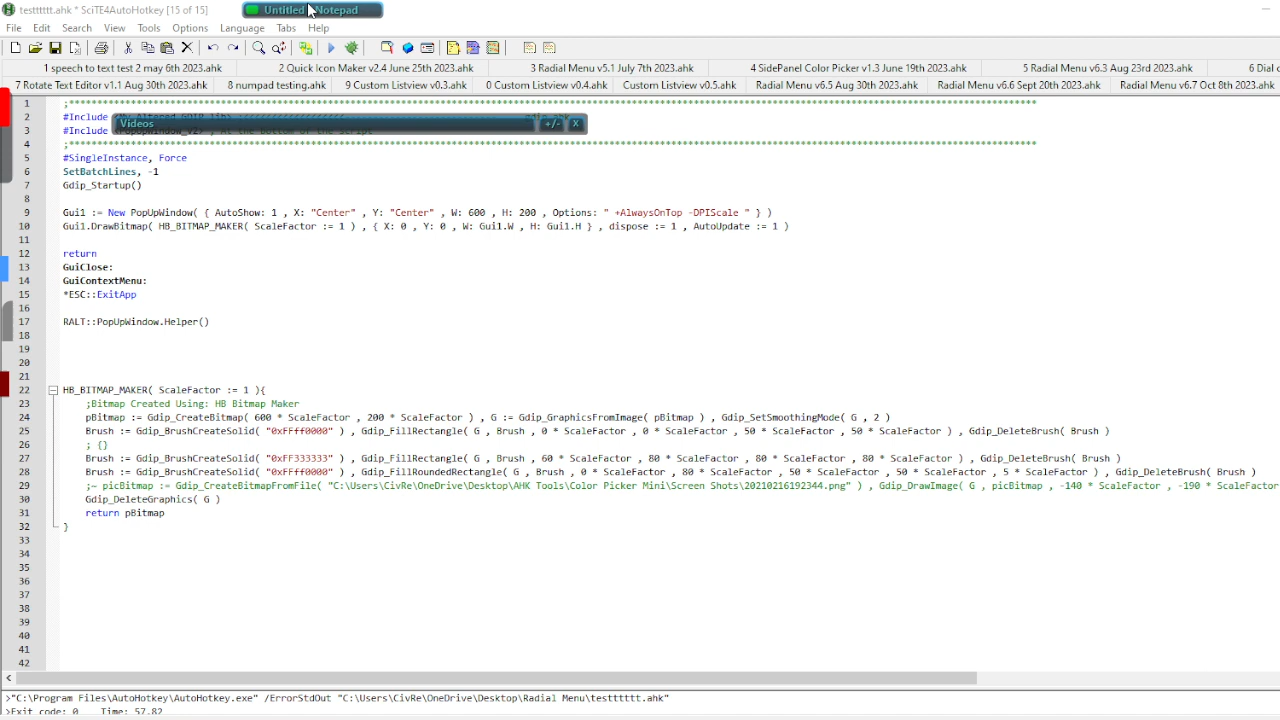 testttttt.ahk * SciTE4AutoHotkey [15 of 15]
Untitled Notepad
File Edit Search View Tools Options Language Tabs Help
1 speech to text test 2 may 6th 2023.ahk 2 Quick Icon Maker v2.4 June 25th 2023.ahk 3 Radial Menu v5.1 July 7th 2023.ahk 4 SidePanel Color Picker v1.3 June 19th 2023.ahk 5 Radial Menu v6.3 Aug 23rd 2023.ahk 6 Dial
7 Rotate Text Editor v1.1 Aug 30th 2023.ahk 8 numpad testing.ahk 9 Custom Listview v0.3.ahk 0 Custom Listview v0.4.ahk Custom Listview v0.5.ahk Radial Menu v6.5 Aug 30th 2023.ahk Radial Menu v6.6 Sept 20th 2023.ahk Radial Menu v6.7 Oct 8th 2023.ahk
1
2 #Include
Videos +/- X
3 #Include
4
5 #SingleInstance, Force
6 SetBatchLines, -1
7 Gdip_Startup()
8
9 Gui1 := New PopUpWindow( { AutoShow: 1 , X: "Center" , Y: "Center" , W: 600 , H: 200 , Options: " +AlwaysOnTop -DPIScale " } )
10 Gui1.DrawBitmap( HB_BITMAP_MAKER( ScaleFactor := 1 ) , { X: 0 , Y: 0 , W: Gui1.W , H: Gui1.H } , dispose := 1 , AutoUpdate := 1 )
11
12 return
13 GuiClose:
14 GuiContextMenu:
15 *ESC::ExitApp
16
17 RALT::PopUpWindow.Helper()
18
19
20
21
22 HB_BITMAP_MAKER( ScaleFactor := 1 ){
23 ;Bitmap Created Using: HB Bitmap Maker
24 pBitmap := Gdip_CreateBitmap( 600 * ScaleFactor , 200 * ScaleFactor ) , G := Gdip_GraphicsFromImage( pBitmap ) , Gdip_SetSmoothingMode( G , 2 )
25 Brush := Gdip_BrushCreateSolid( "0xFFff0000" ) , Gdip_FillRectangle( G , Brush , 0 * ScaleFactor , 0 * ScaleFactor , 50 * ScaleFactor , 50 * ScaleFactor ) , Gdip_DeleteBrush( Brush )
26 ; {}
27 Brush := Gdip_BrushCreateSolid( "0xFF333333" ) , Gdip_FillRectangle( G , Brush , 60 * ScaleFactor , 80 * ScaleFactor , 80 * ScaleFactor , 80 * ScaleFactor ) , Gdip_DeleteBrush( Brush )
28 Brush := Gdip_BrushCreateSolid( "0xFFff0000" ) , Gdip_FillRoundedRectangle( G , Brush , 0 * ScaleFactor , 80 * ScaleFactor , 50 * ScaleFactor , 50 * ScaleFactor , 5 * ScaleFactor ) , Gdip_DeleteBrush( Brush )
29 ;~ picBitmap := Gdip_CreateBitmapFromFile( "C:\Users\CivRe\OneDrive\Desktop\AHK Tools\Color Picker Mini\Screen Shots\20210216192344.png" ) , Gdip_DrawImage( G , picBitmap , -140 * ScaleFactor , -190 * ScaleFactor
30 Gdip_DeleteGraphics( G )
31 return pBitmap
32 }
33
34
35
36
37
38
39
40
41
42
>"C:\Program Files\AutoHotkey\AutoHotkey.exe" /ErrorStdOut "C:\Users\CivRe\OneDrive\Desktop\Radial Menu\testttttt.ahk"
>Exit code: 0 Time: 57.82